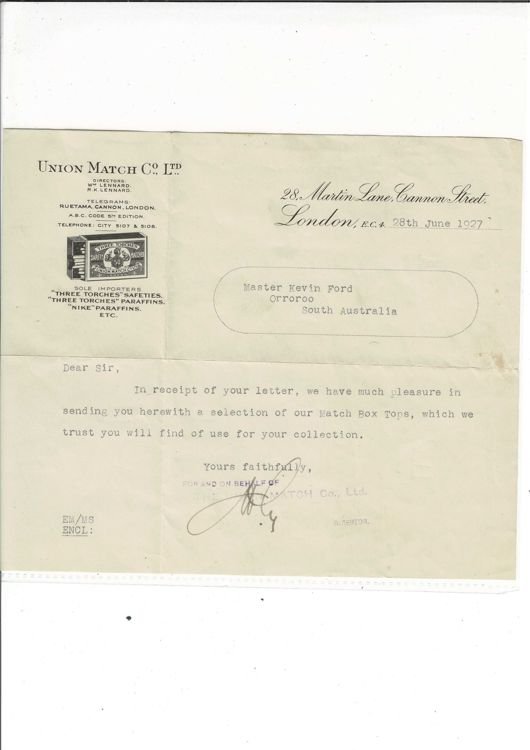 UNION MATCH Co. LTD
DIRECTORS:
Wm LENNARD.
R.K. LENNARD.
TELEGRAMS:
RUETAMA, CANNON, LONDON.
A.B.C. CODE 5TH EDITION.
TELEPHONE: CITY 5107 & 5108.
THREE TORCHES
SAFETY MATCHES
SOLE IMPORTERS
"THREE TORCHES" SAFETIES.
"THREE TORCHES" PARAFFINS.
"NIKE" PARAFFINS.
ETC.
28, Martin Lane, Cannon Street,
London, E.C.4. 28th June 1927
Master Kevin Ford
Orroroo
South Australia
Dear Sir,
In receipt of your letter, we have much pleasure in
sending you herewith a selection of our Match Box Tops, which we
trust you will find of use for your collection.
Yours faithfully,
FOR AND ON BEHALF OF
MATCH Co., Ltd.
EM/MS
ENCL: